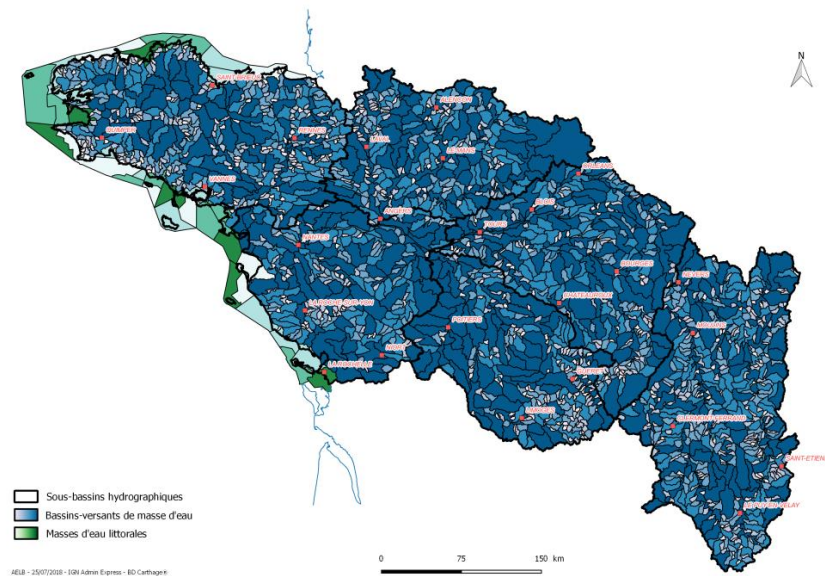 N
SAINT-BRIEUC
ALENCON
QUIMPER
RENNES
LAVAL
LE MANS
ORLEANS
VANNES
BLOIS
ANGERS
TOURS
NANTES
BOURGES
NEVERS
CHATEAUROUX
LA ROCHE-SUR-YON
POITIERS
MOULINS
NIORT
LA ROCHELLE
GUERET
LIMOGES
CLERMONT-FERRAND
SAINT-ETIEN
LE PUY-EN-VELAY
Sous-bassins hydrographiques
Bassins-versants de masse d'eau
Masses d'eau littorales
0 75 150 km
AELB - 25/07/2018 - IGN Admin Express - BD Carthage®